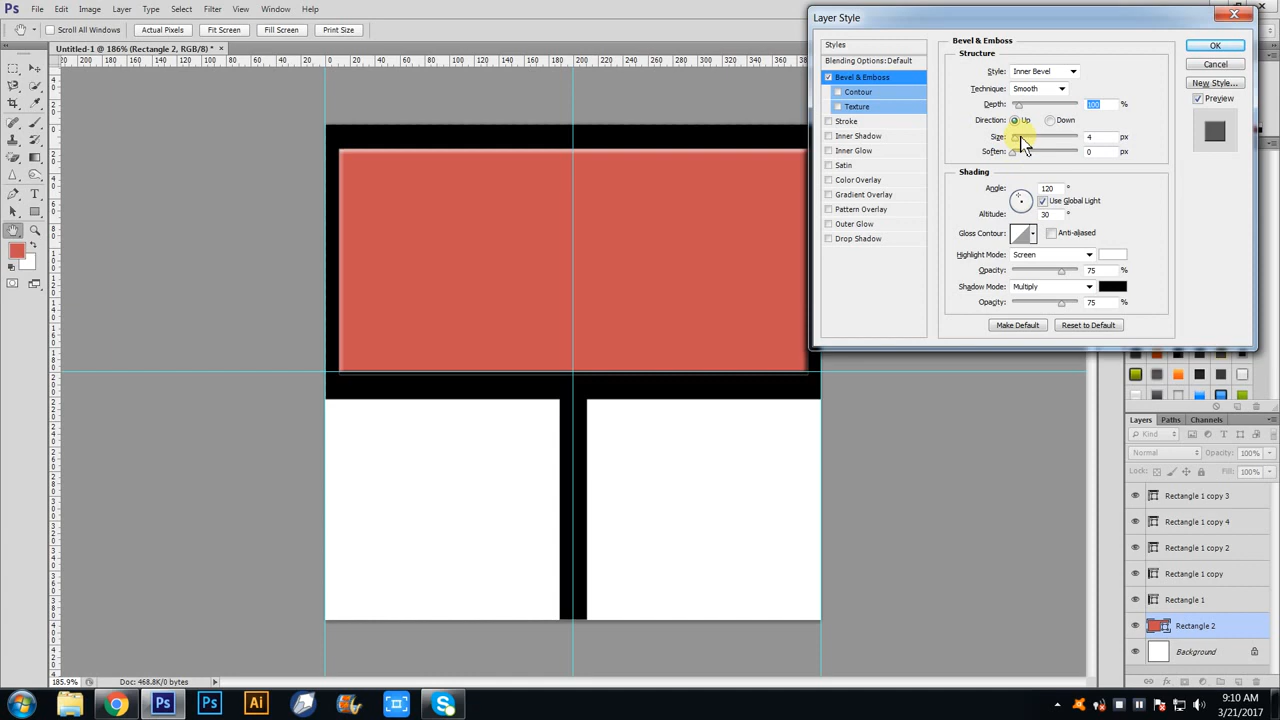 Ps File Edit Image Layer Type Select Filter View Window Help
Scroll All Windows Actual Pixels Fit Screen Fill Screen Print Size
Untitled-1 @ 186% (Rectangle 2, RGB/8) * ×
Layer Style
Styles
Blending Options:Default
Bevel & Emboss
Contour
Texture
Stroke
Inner Shadow
Inner Glow
Satin
Color Overlay
Gradient Overlay
Pattern Overlay
Outer Glow
Drop Shadow
Bevel & Emboss
Structure
Style: Inner Bevel
Technique: Smooth
Depth: 100 %
Direction: Up Down
Size: 4 px
Soften: 0 px
Shading
Angle: 120 °
Use Global Light
Altitude: 30 °
Gloss Contour: Anti-aliased
Highlight Mode: Screen
Opacity: 75 %
Shadow Mode: Multiply
Opacity: 75 %
Make Default Reset to Default
OK
Cancel
New Style...
Preview
Layers Paths Channels
Kind
Normal Opacity: 100%
Lock: Fill: 100%
Rectangle 1 copy 3
Rectangle 1 copy 4
Rectangle 1 copy 2
Rectangle 1 copy
Rectangle 1
Rectangle 2
Background
fx
185.9% Doc: 468.8K/0 bytes
Ps Ps Ai
9:10 AM
3/21/2017